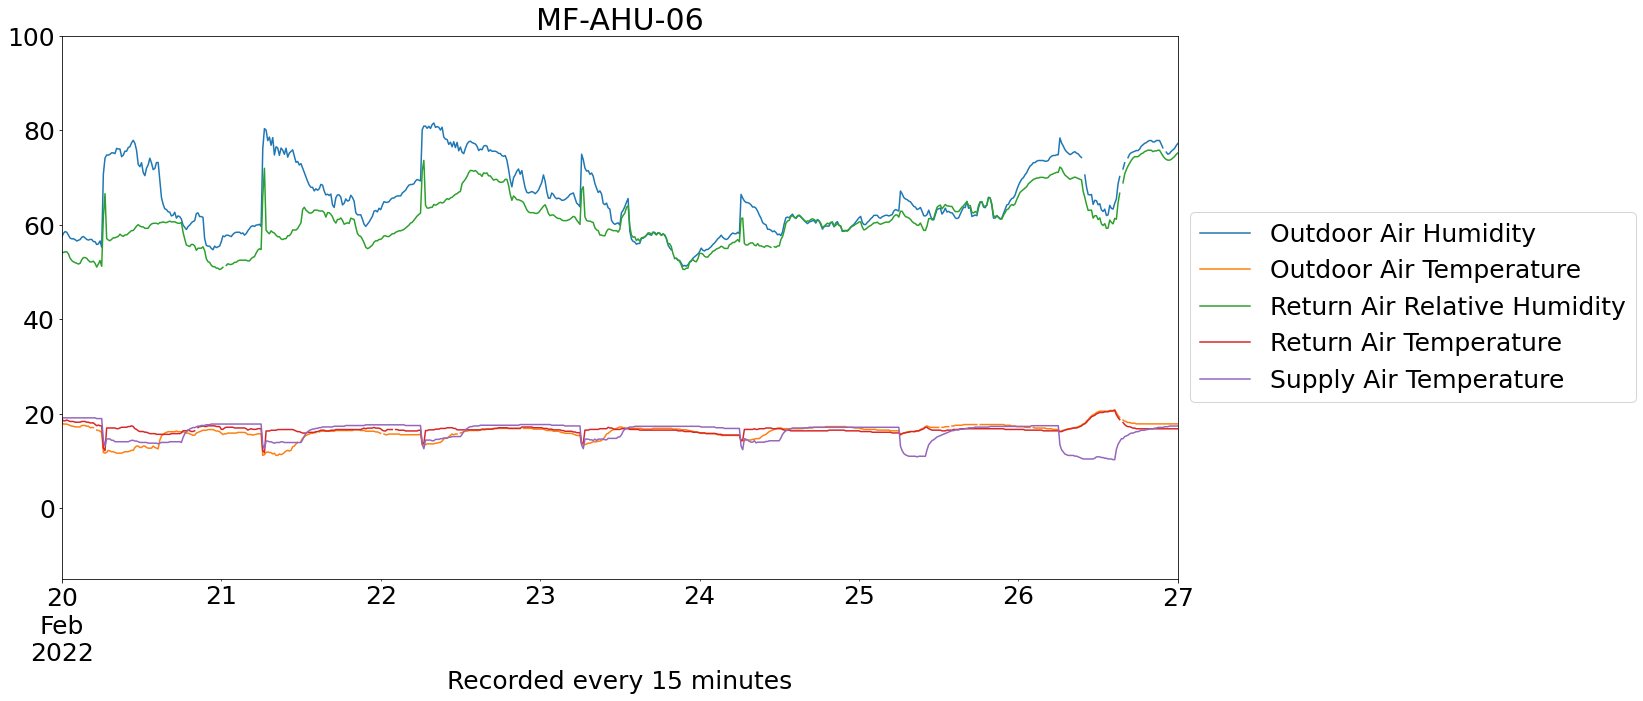 MF-AHU-06
100
80
60
40
20
0
20 21 22 23 24 25 26 27
Feb
2022
Recorded every 15 minutes
Outdoor Air Humidity
Outdoor Air Temperature
Return Air Relative Humidity
Return Air Temperature
Supply Air Temperature